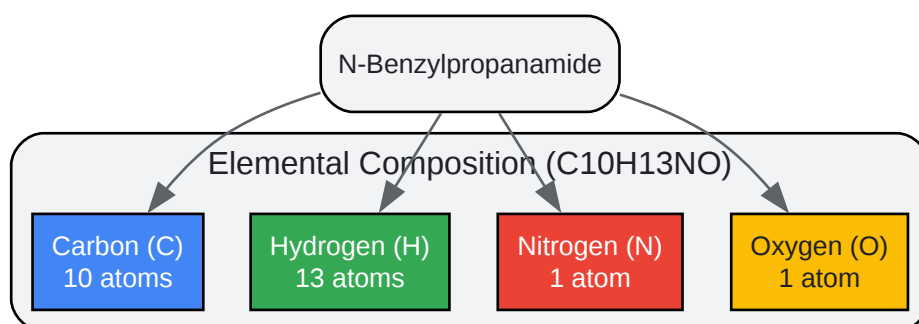 N-Benzylpropanamide
Elemental Composition (C10H13NO)
Carbon (C)
10 atoms
Hydrogen (H)
13 atoms
Nitrogen (N)
1 atom
Oxygen (O)
1 atom